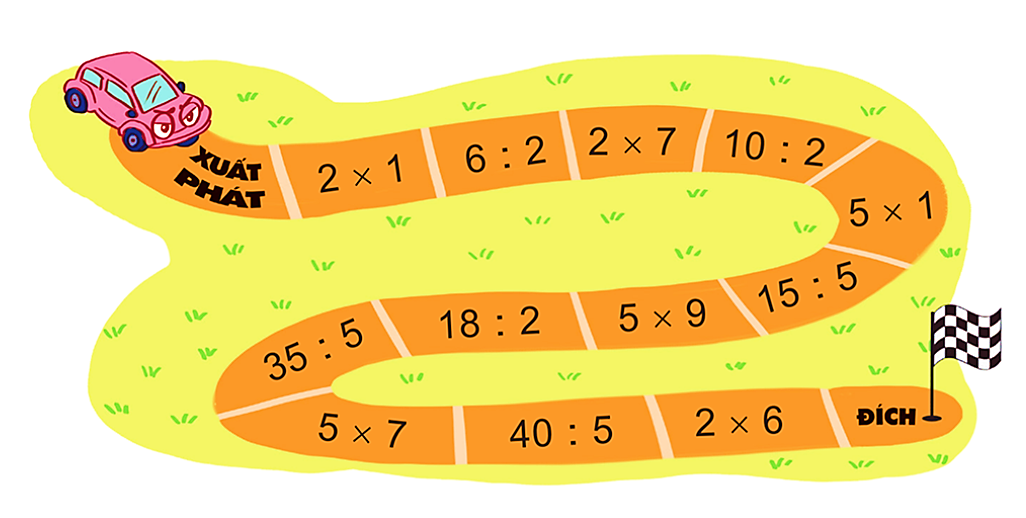 XUẤT
PHÁT
2 × 1
6 : 2
2 × 7
10 : 2
5 × 1
15 : 5
5 × 9
18 : 2
35 : 5
5 × 7
40 : 5
2 × 6
ĐÍCH